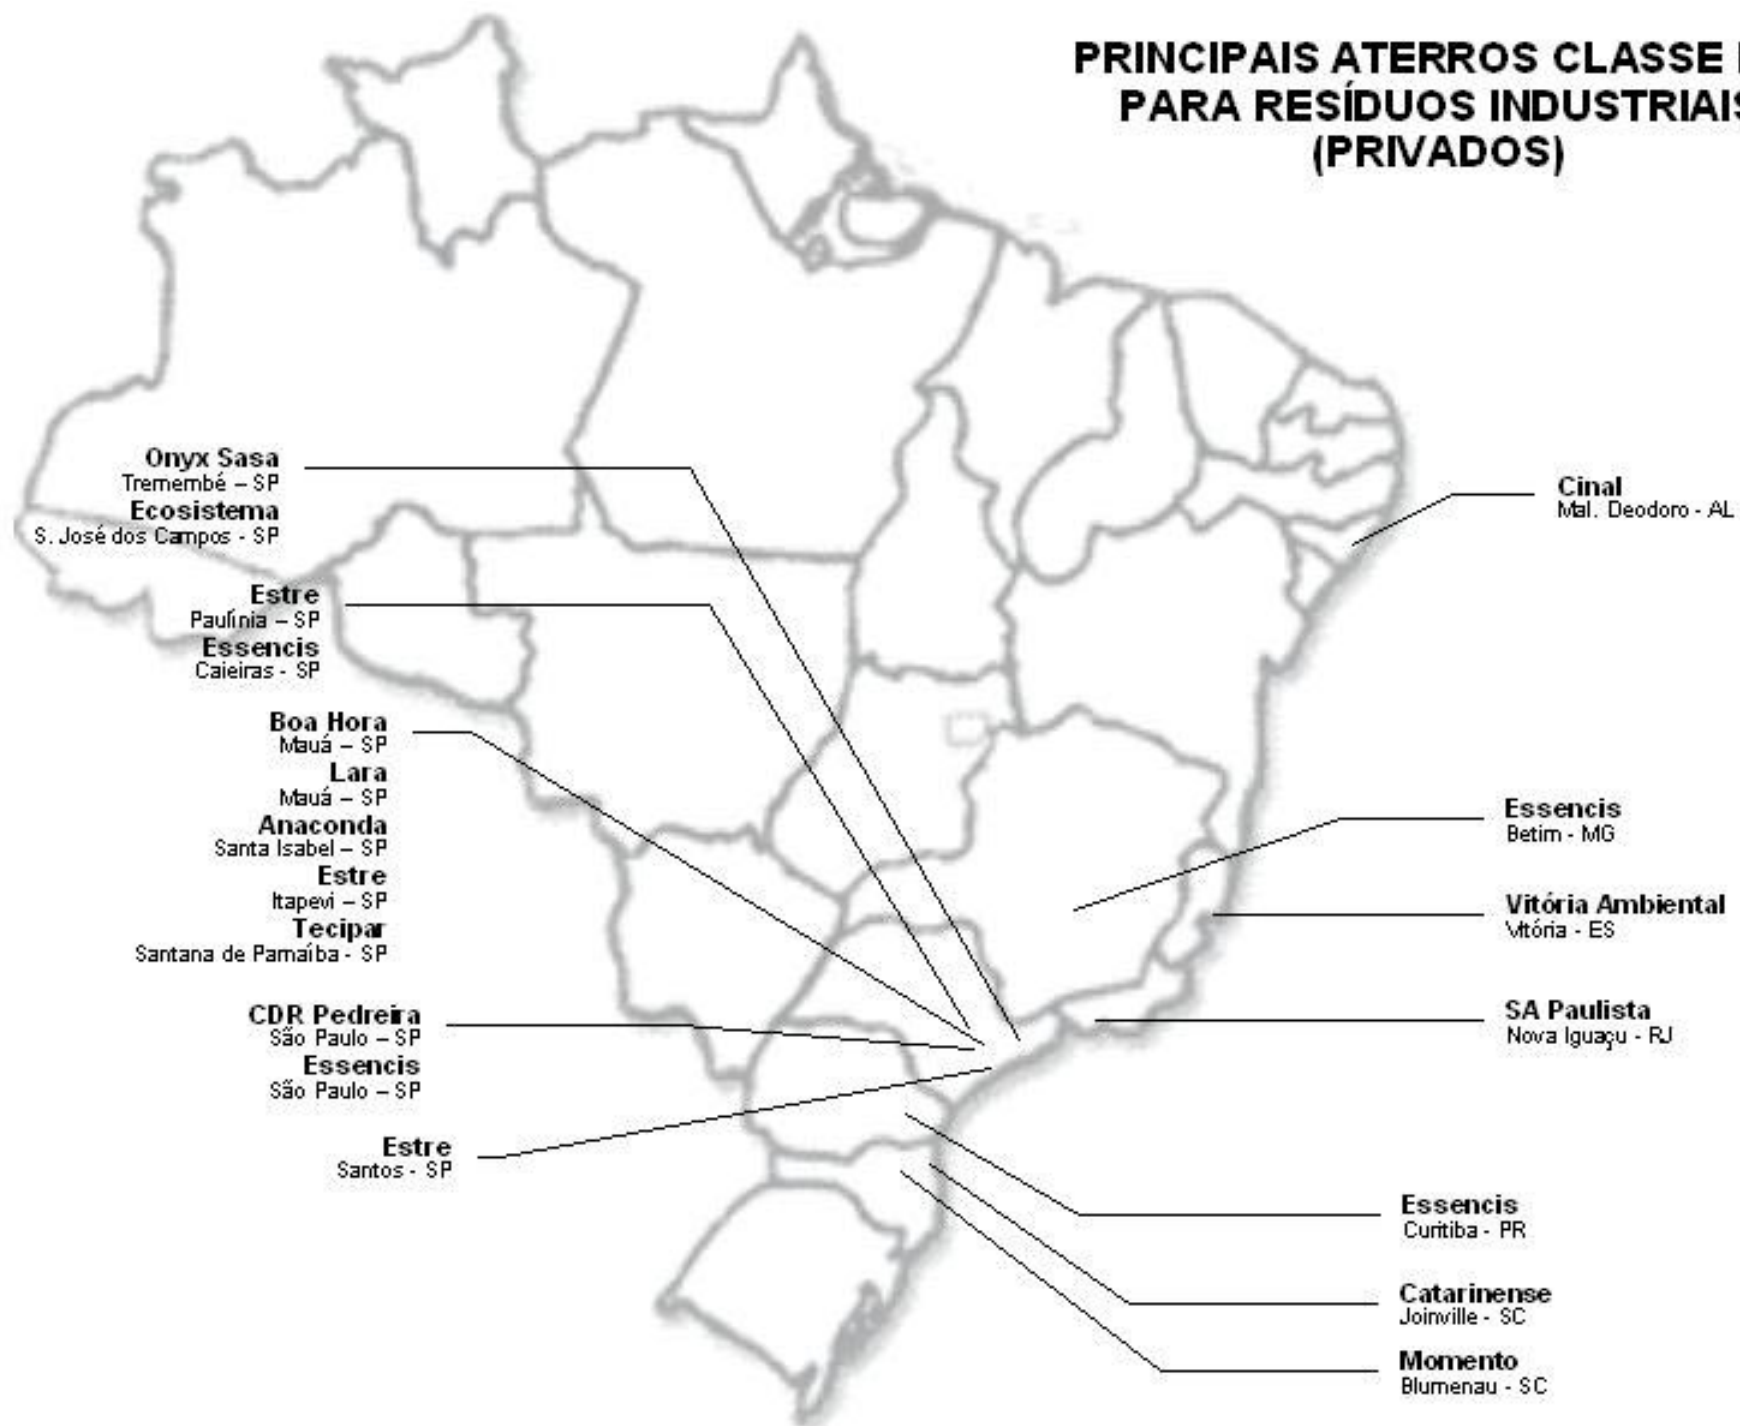 PRINCIPAIS ATERROS CLASSE
PARA RESÍDUOS INDUSTRIAIS
(PRIVADOS)
Onyx Sasa
Tremembé – SP
Ecosistema
S. José dos Campos - SP
Estre
Paulínia – SP
Essencis
Caieiras - SP
Boa Hora
Mauá – SP
Lara
Mauá – SP
Anaconda
Santa Isabel – SP
Estre
Itapevi – SP
Tecipar
Santana de Parnaíba - SP
CDR Pedreira
São Paulo – SP
Essencis
São Paulo – SP
Estre
Santos - SP
Cinal
Mal. Deodoro - AL
Essencis
Betim - MG
Vitória Ambiental
Vitória - ES
SA Paulista
Nova Iguaçu - RJ
Essencis
Curitiba - PR
Catarinense
Joinville - SC
Momento
Blumenau - SC